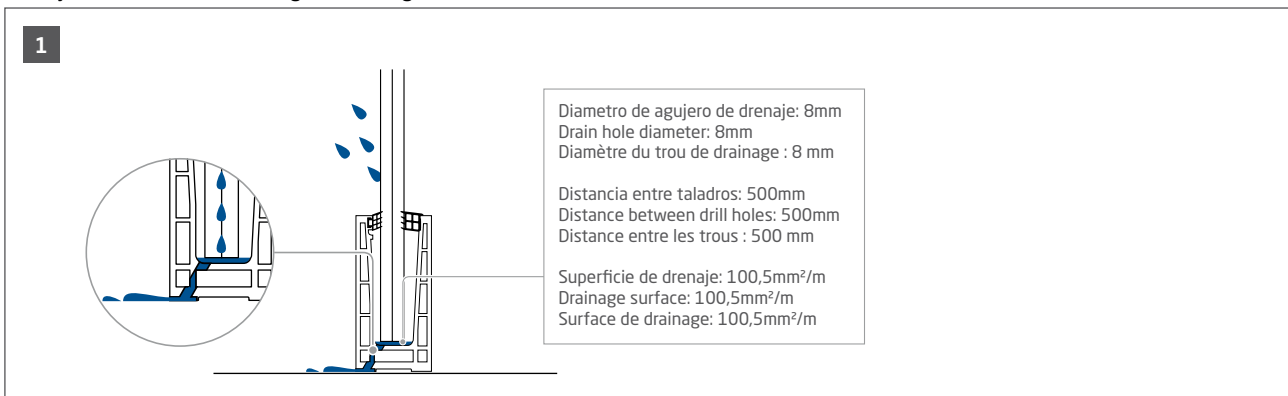 1
Diametro de agujero de drenaje: 8mm
Drain hole diameter: 8mm
Diamètre du trou de drainage : 8 mm
Distancia entre taladros: 500mm
Distance between drill holes: 500mm
Distance entre les trous : 500 mm
Superficie de drenaje: 100,5mm²/m
Drainage surface: 100,5mm²/m
Surface de drainage: 100,5mm²/m